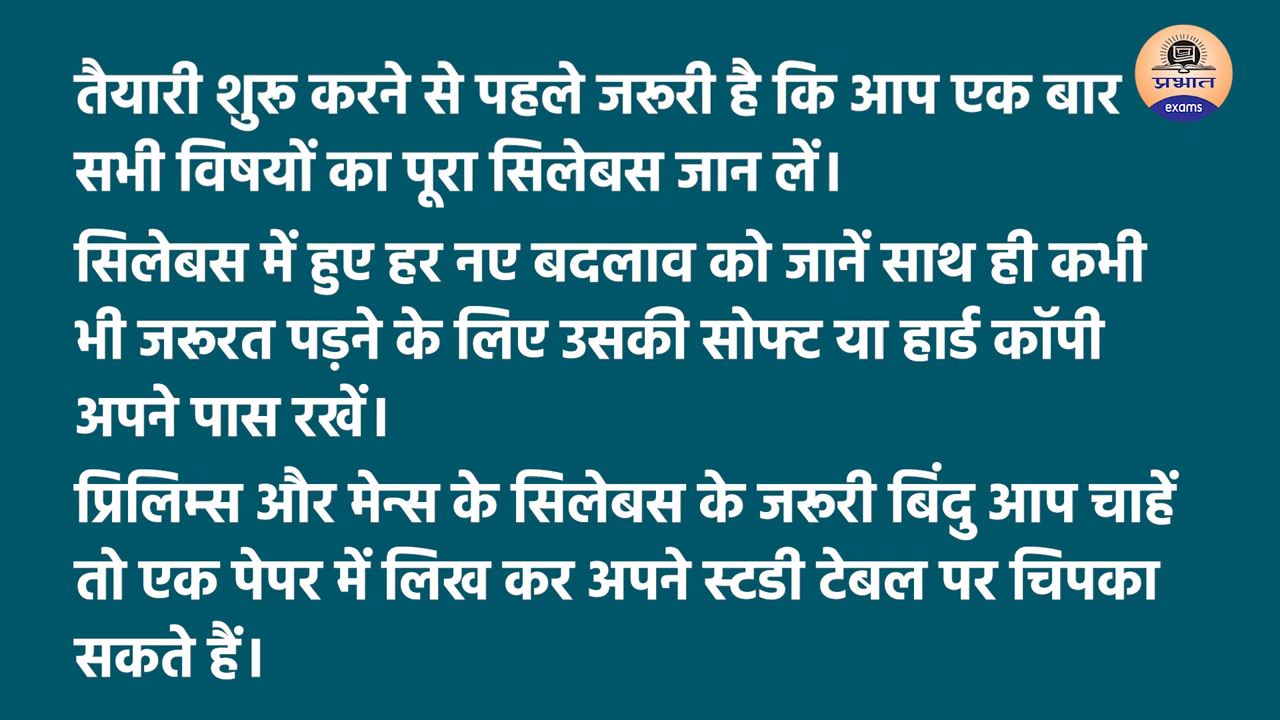 तैयारी शुरू करने से पहले जरूरी है कि आप एक बार
सभी विषयों का पूरा सिलेबस जान लें।
सिलेबस में हुए हर नए बदलाव को जानें साथ ही कभी
भी जरूरत पड़ने के लिए उसकी सोफ्ट या हार्ड कॉपी
अपने पास रखें।
प्रिलिम्स और मेन्स के सिलेबस के जरूरी बिंदु आप चाहें
तो एक पेपर में लिख कर अपने स्टडी टेबल पर चिपका
सकते हैं।
प्रभात
exams